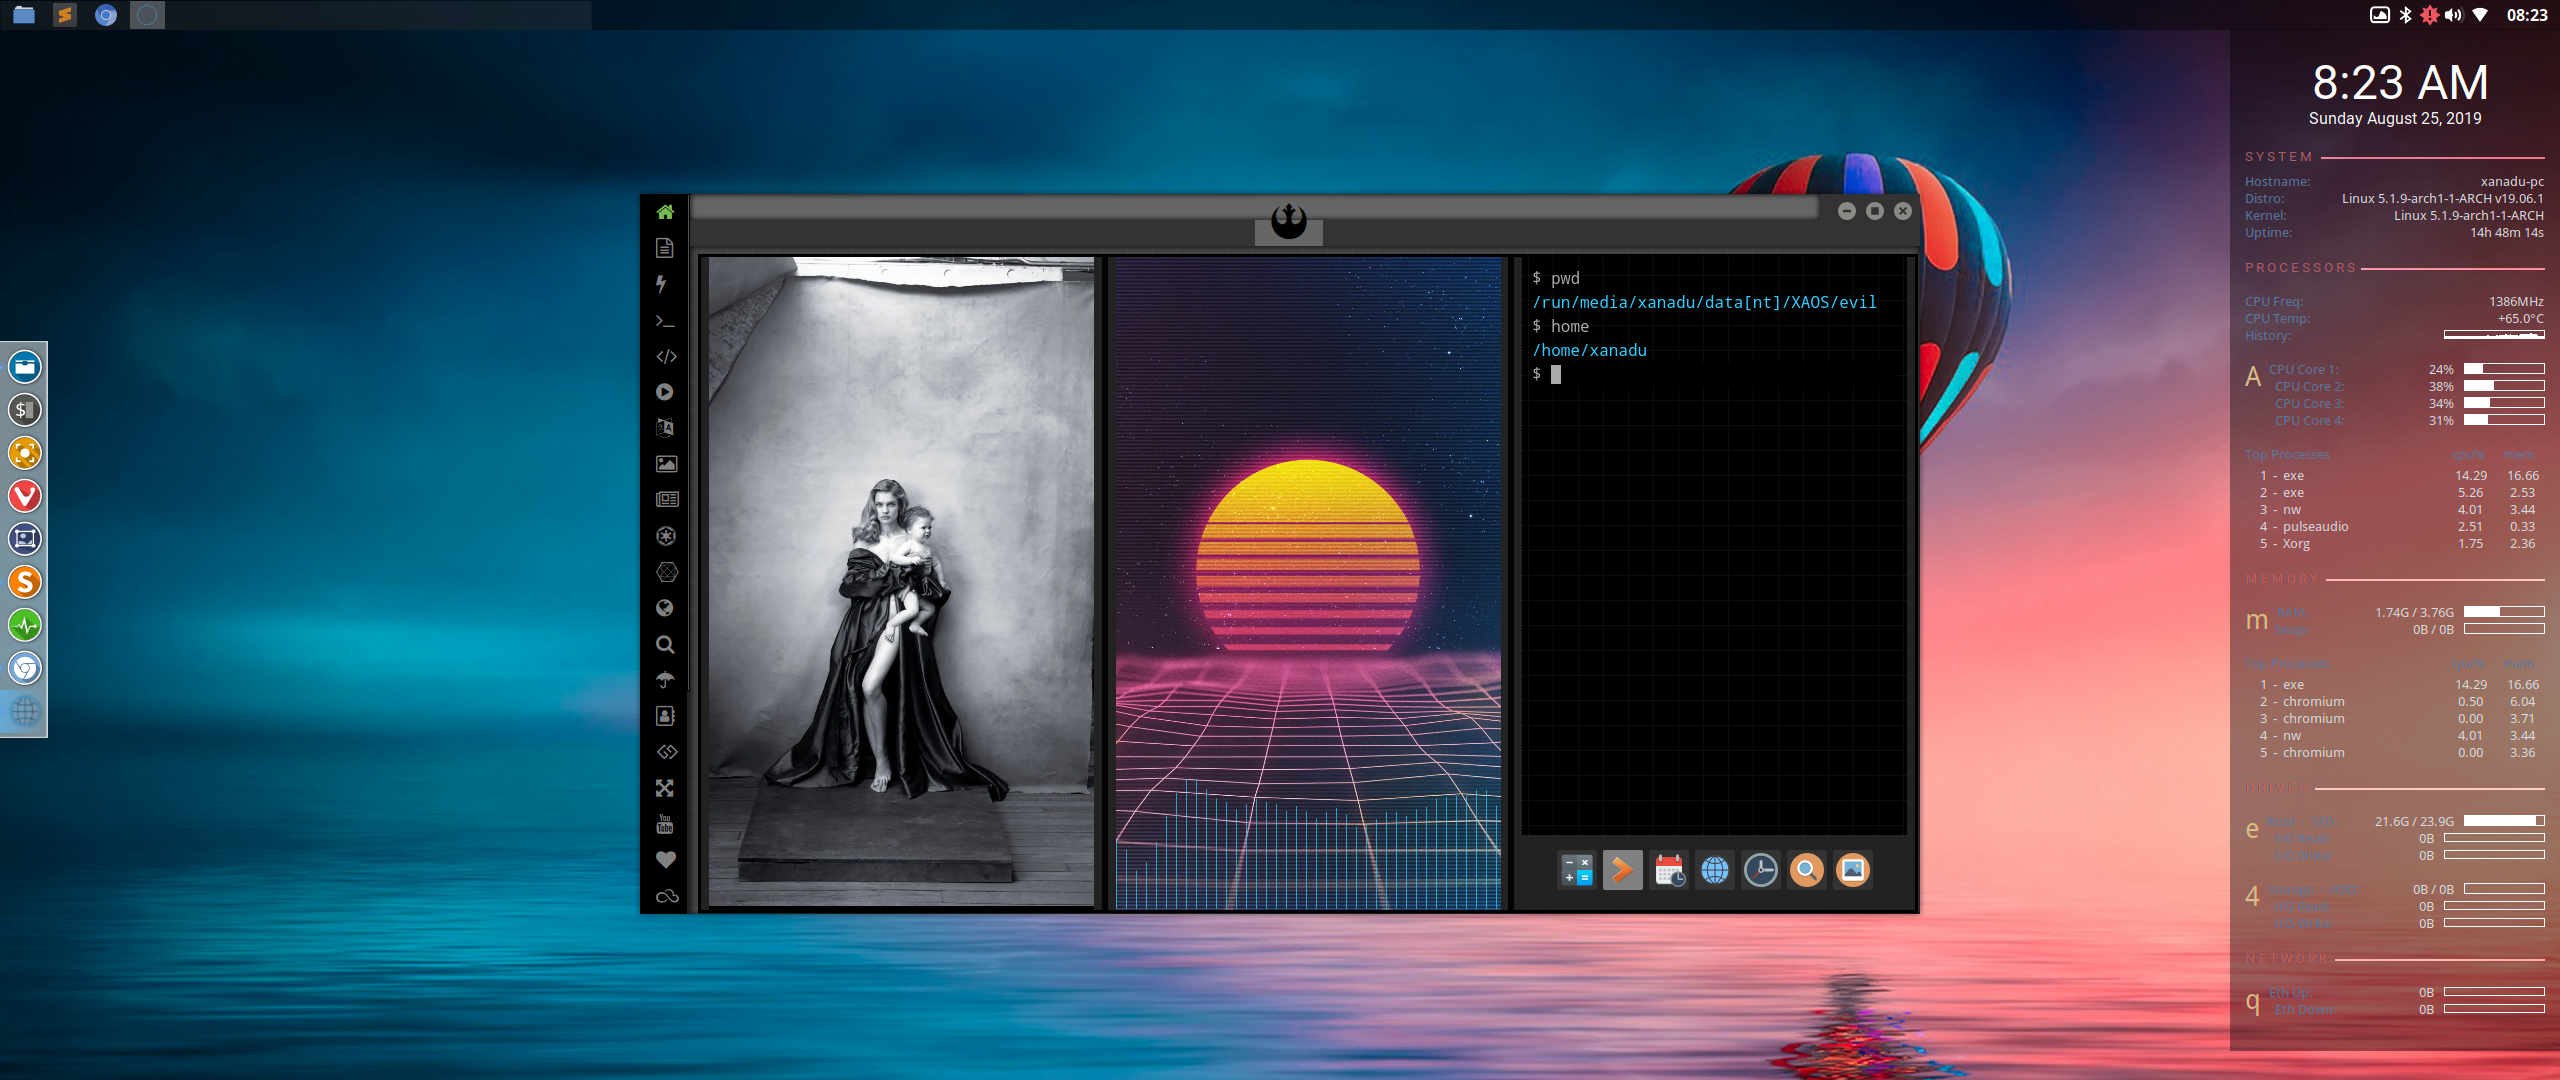 08:23
8:23 AM
Sunday August 25, 2019
SYSTEM
Hostname: xanadu-pc
Distro: Linux 5.1.9-arch1-1-ARCH v19.06.1
Kernel: Linux 5.1.9-arch1-1-ARCH
Uptime: 14h 48m 14s
PROCESSORS
CPU Freq: 1386MHz
CPU Temp: +65.0°C
History:
A CPU Core 1: 24%
CPU Core 2: 38%
CPU Core 3: 34%
CPU Core 4: 31%
Top Processes cpu% mem
1 - exe 14.29 16.66
2 - exe 5.26 2.53
3 - nw 4.01 3.44
4 - pulseaudio 2.51 0.33
5 - Xorg 1.75 2.36
MEMORY
m RAM: 1.74G / 3.76G
Swap: 0B / 0B
Top Processes cpu% mem
1 - exe 14.29 16.66
2 - chromium 0.50 6.04
3 - chromium 0.00 3.71
4 - nw 4.01 3.44
5 - chromium 0.00 3.36
DRIVES
e 21.6G / 23.9G
0B
0B
4 0B / 0B
0B
0B
NETWORK
q Eth Up: 0B
Eth Down: 0B
$ pwd
/run/media/xanadu/data[nt]/XAOS/evil
$ home
/home/xanadu
$
You
Tube
$
S